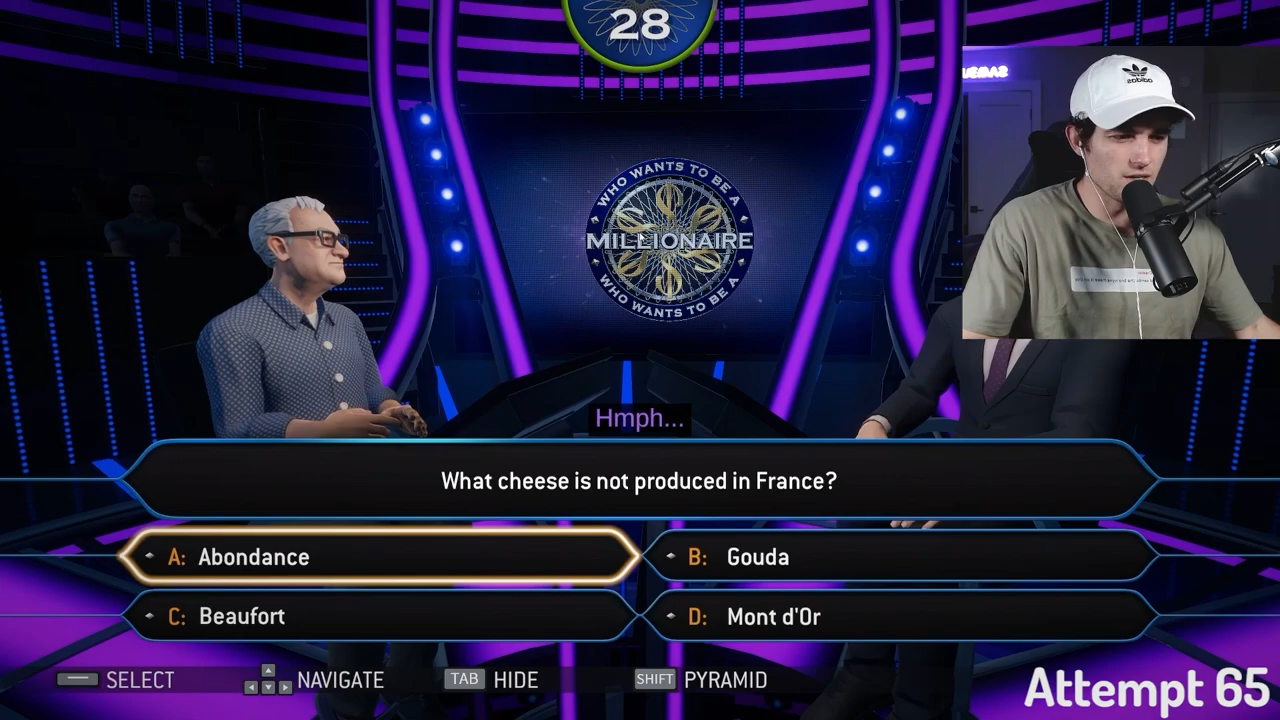 28
WHO WANTS TO BE A
MILLIONAIRE
WHO WANTS TO BE A
adidas
Hmph...
What cheese is not produced in France?
A: Abondance
B: Gouda
C: Beaufort
D: Mont d'Or
SELECT
NAVIGATE
TAB HIDE
SHIFT PYRAMID
Attempt 65